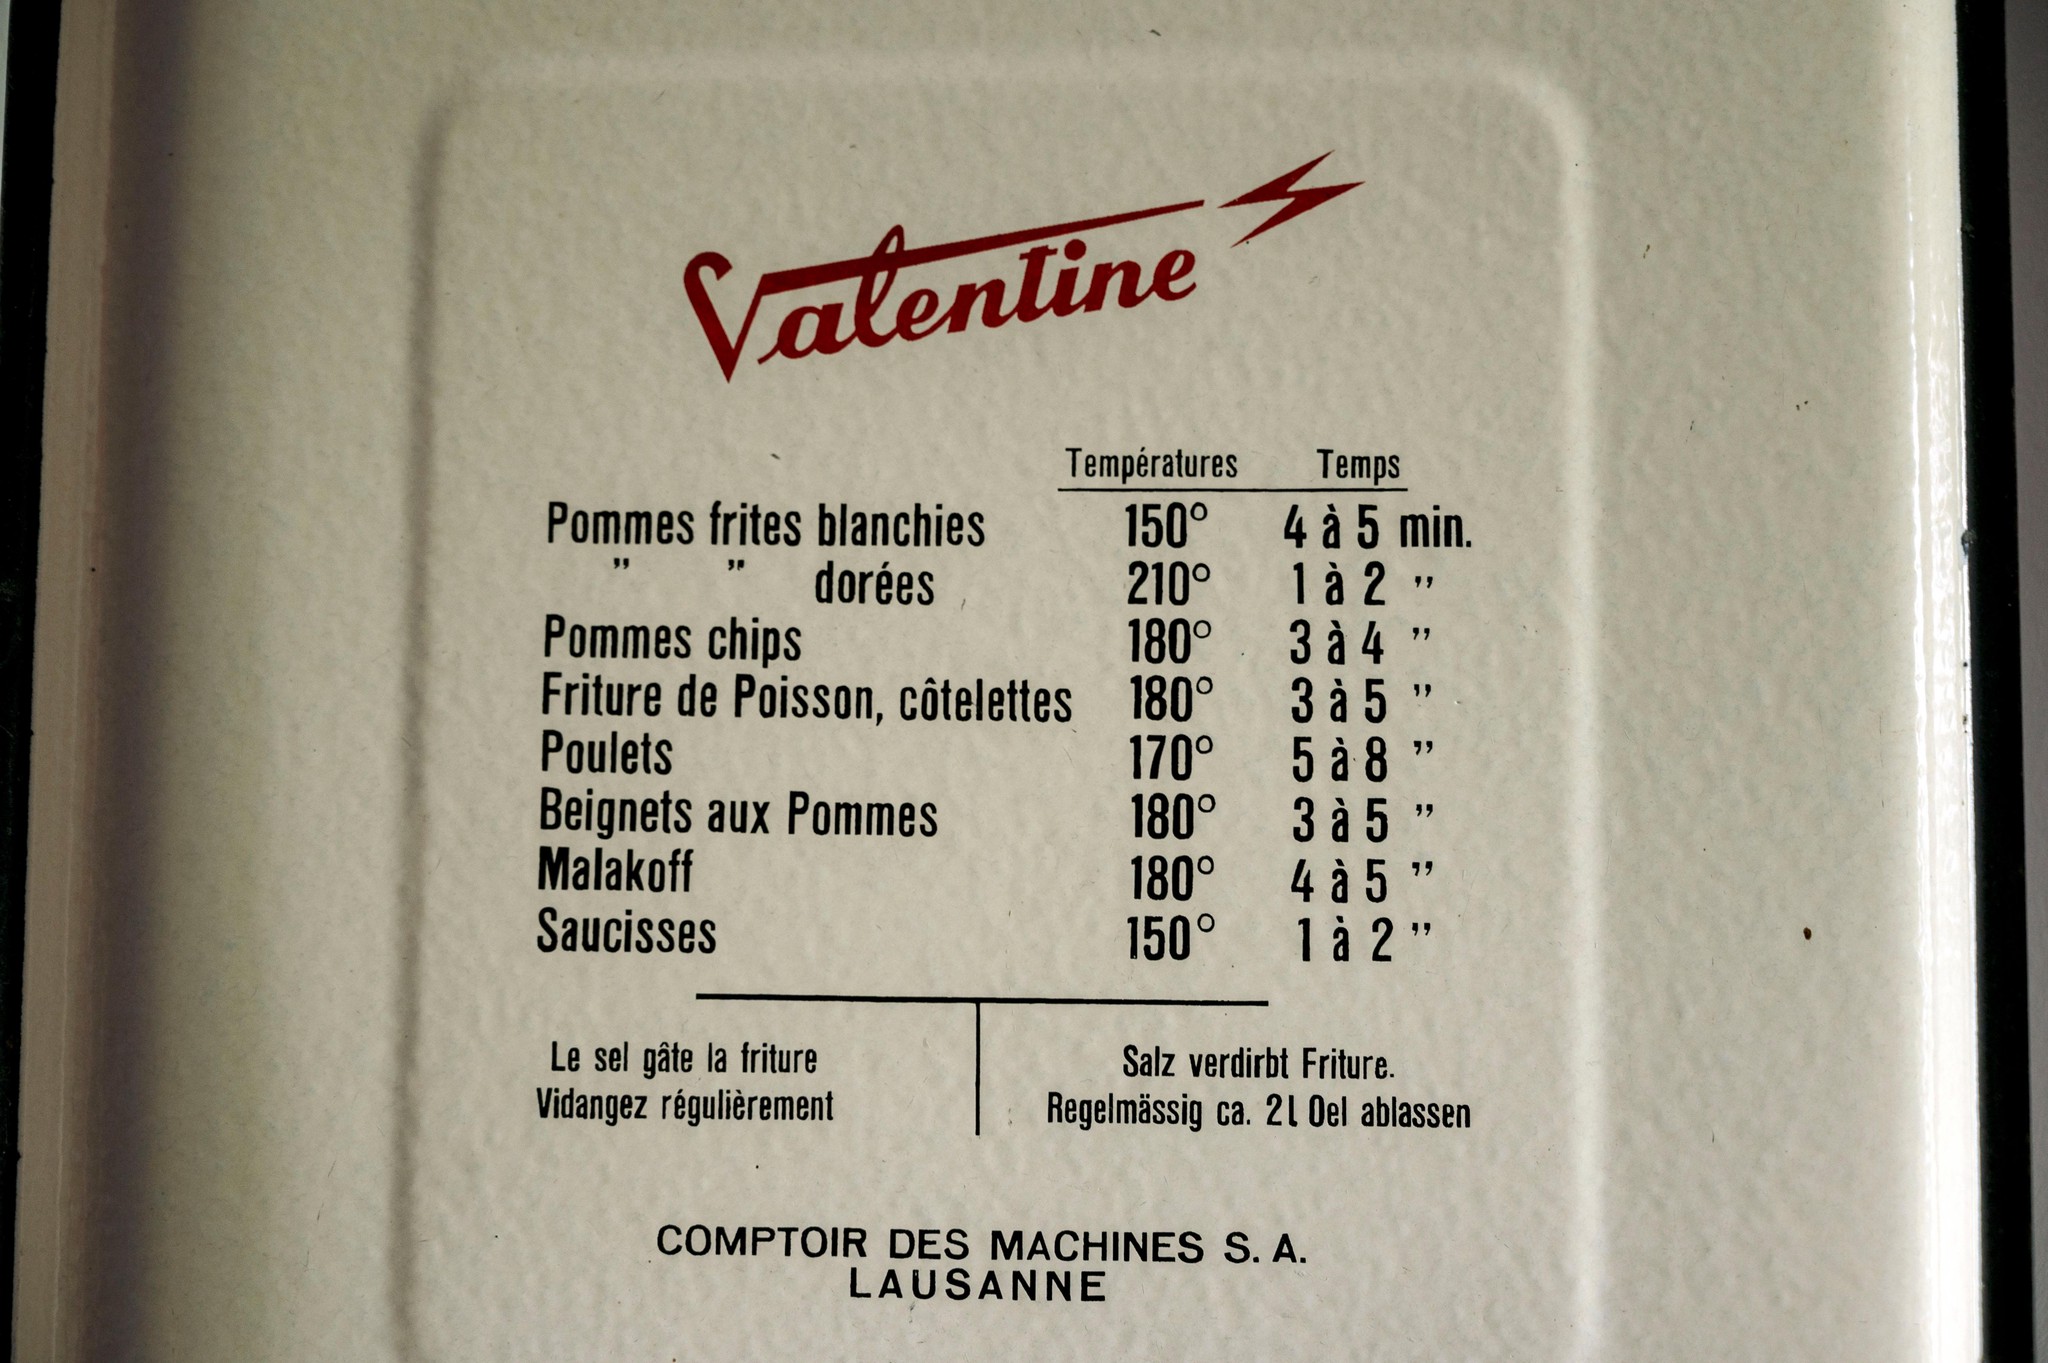 Valentine
Températures Temps
Pommes frites blanchies 150° 4 à 5 min.
" " dorées 210° 1 à 2 "
Pommes chips 180° 3 à 4 "
Friture de Poisson, côtelettes 180° 3 à 5 "
Poulets 170° 5 à 8 "
Beignets aux Pommes 180° 3 à 5 "
Malakoff 180° 4 à 5 "
Saucisses 150° 1 à 2 "
Le sel gâte la friture
Vidangez régulièrement
Salz verdirbt Friture.
Regelmässig ca. 2l Oel ablassen
COMPTOIR DES MACHINES S. A.
LAUSANNE